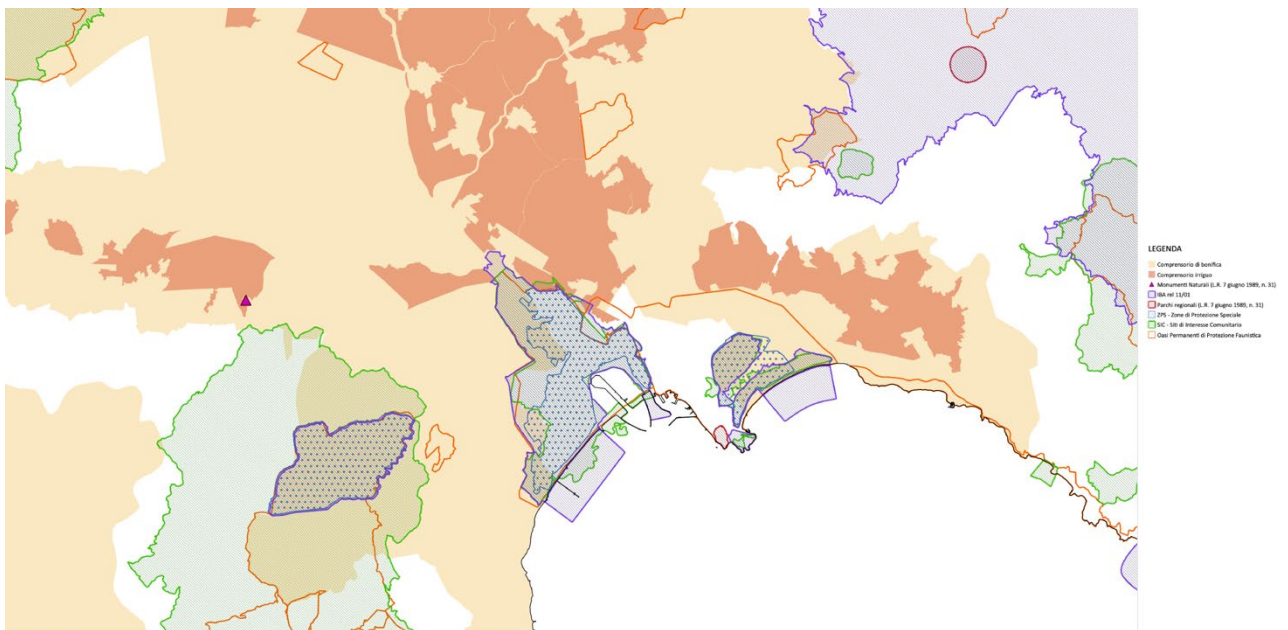 LEGENDA
Comprensorio di bonifica
Comprensorio irriguo
Monumenti Naturali (L.R. 7 giugno 1989, n. 31)
IBA rel 11/01
Parchi regionali (L.R. 7 giugno 1989, n. 31)
ZPS - Zone di Protezione Speciale
SIC - Siti di Interesse Comunitario
Oasi Permanenti di Protezione Faunistica